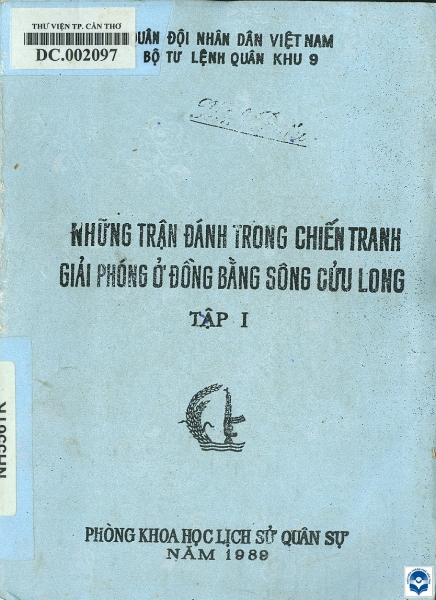 THƯ VIỆN TP. CẦN THƠ
DC.002097
QUÂN ĐỘI NHÂN DÂN VIỆT NAM
BỘ TƯ LỆNH QUÂN KHU 9
NHỮNG TRẬN ĐÁNH TRONG CHIẾN TRANH
GIẢI PHÓNG Ở ĐỒNG BẰNG SÔNG CỬU LONG
TẬP I
PHÒNG KHOA HỌC LỊCH SỬ QUÂN SỰ
NĂM 1989